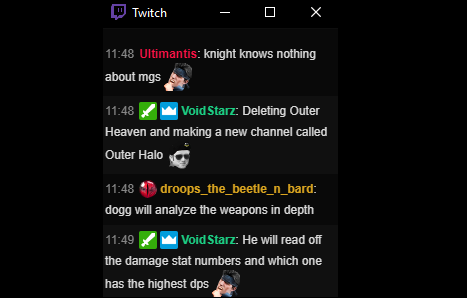 Twitch
11:48 Ultimantis: knight knows nothing
about mgs
11:48 VoidStarz: Deleting Outer
Heaven and making a new channel called
Outer Halo
11:48 droops_the_beetle_n_bard:
dogg will analyze the weapons in depth
11:49 VoidStarz: He will read off
the damage stat numbers and which one
has the highest dps